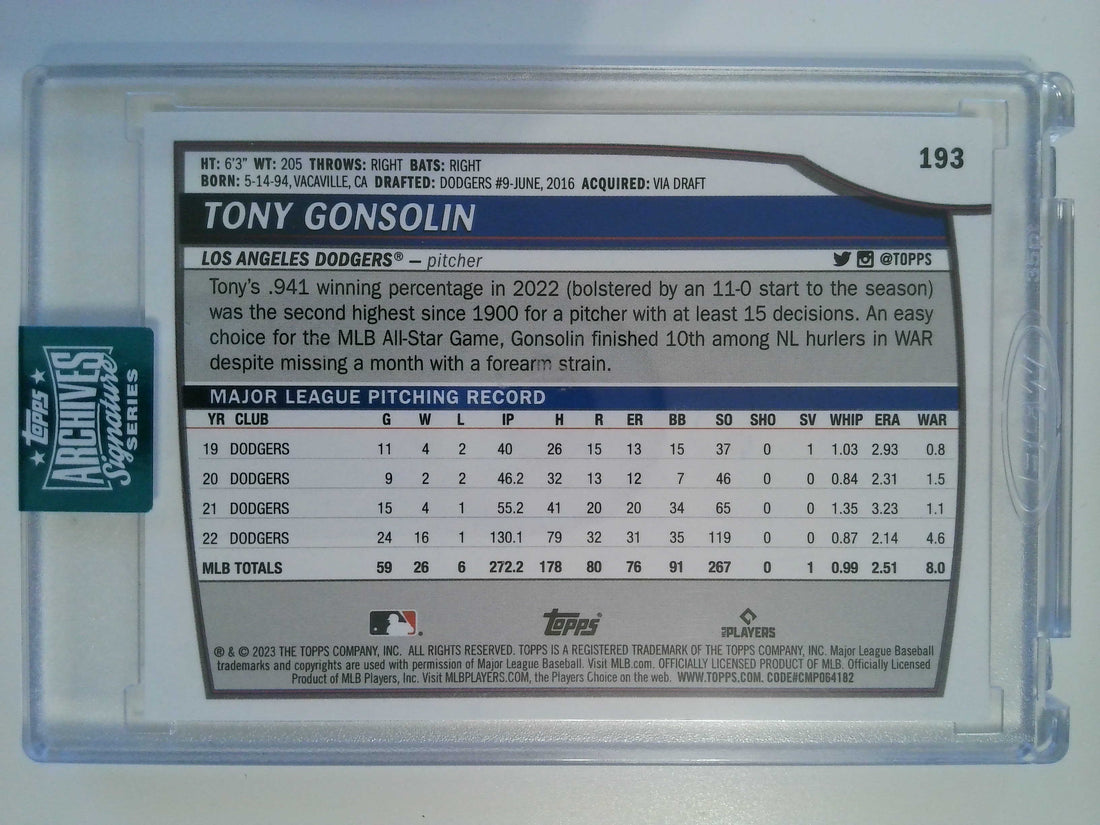 193
HT: 6'3" WT: 205 THROWS: RIGHT BATS: RIGHT
BORN: 5-14-94, VACAVILLE, CA DRAFTED: DODGERS #9-JUNE, 2016 ACQUIRED: VIA DRAFT
TONY GONSOLIN
LOS ANGELES DODGERS® – pitcher @TOPPS
Tony's .941 winning percentage in 2022 (bolstered by an 11-0 start to the season)
was the second highest since 1900 for a pitcher with at least 15 decisions. An easy
choice for the MLB All-Star Game, Gonsolin finished 10th among NL hurlers in WAR
despite missing a month with a forearm strain.
MAJOR LEAGUE PITCHING RECORD
YR CLUB G W L IP H R ER BB SO SHO SV WHIP ERA WAR
19 DODGERS 11 4 2 40 26 15 13 15 37 0 1 1.03 2.93 0.8
20 DODGERS 9 2 2 46.2 32 13 12 7 46 0 0 0.84 2.31 1.5
21 DODGERS 15 4 1 55.2 41 20 20 34 65 0 0 1.35 3.23 1.1
22 DODGERS 24 16 1 130.1 79 32 31 35 119 0 0 0.87 2.14 4.6
MLB TOTALS 59 26 6 272.2 178 80 76 91 267 0 1 0.99 2.51 8.0
Topps® PLAYERS
® & © 2023 THE TOPPS COMPANY, INC. ALL RIGHTS RESERVED. TOPPS IS A REGISTERED TRADEMARK OF THE TOPPS COMPANY, INC. Major League Baseball
trademarks and copyrights are used with permission of Major League Baseball. Visit MLB.com. OFFICIALLY LICENSED PRODUCT OF MLB. Officially Licensed
Product of MLB Players, Inc. Visit MLBPLAYERS.COM, the Players Choice on the web. WWW.TOPPS.COM. CODE#CMP064182
Topps
ARCHIVES
Signature
SERIES